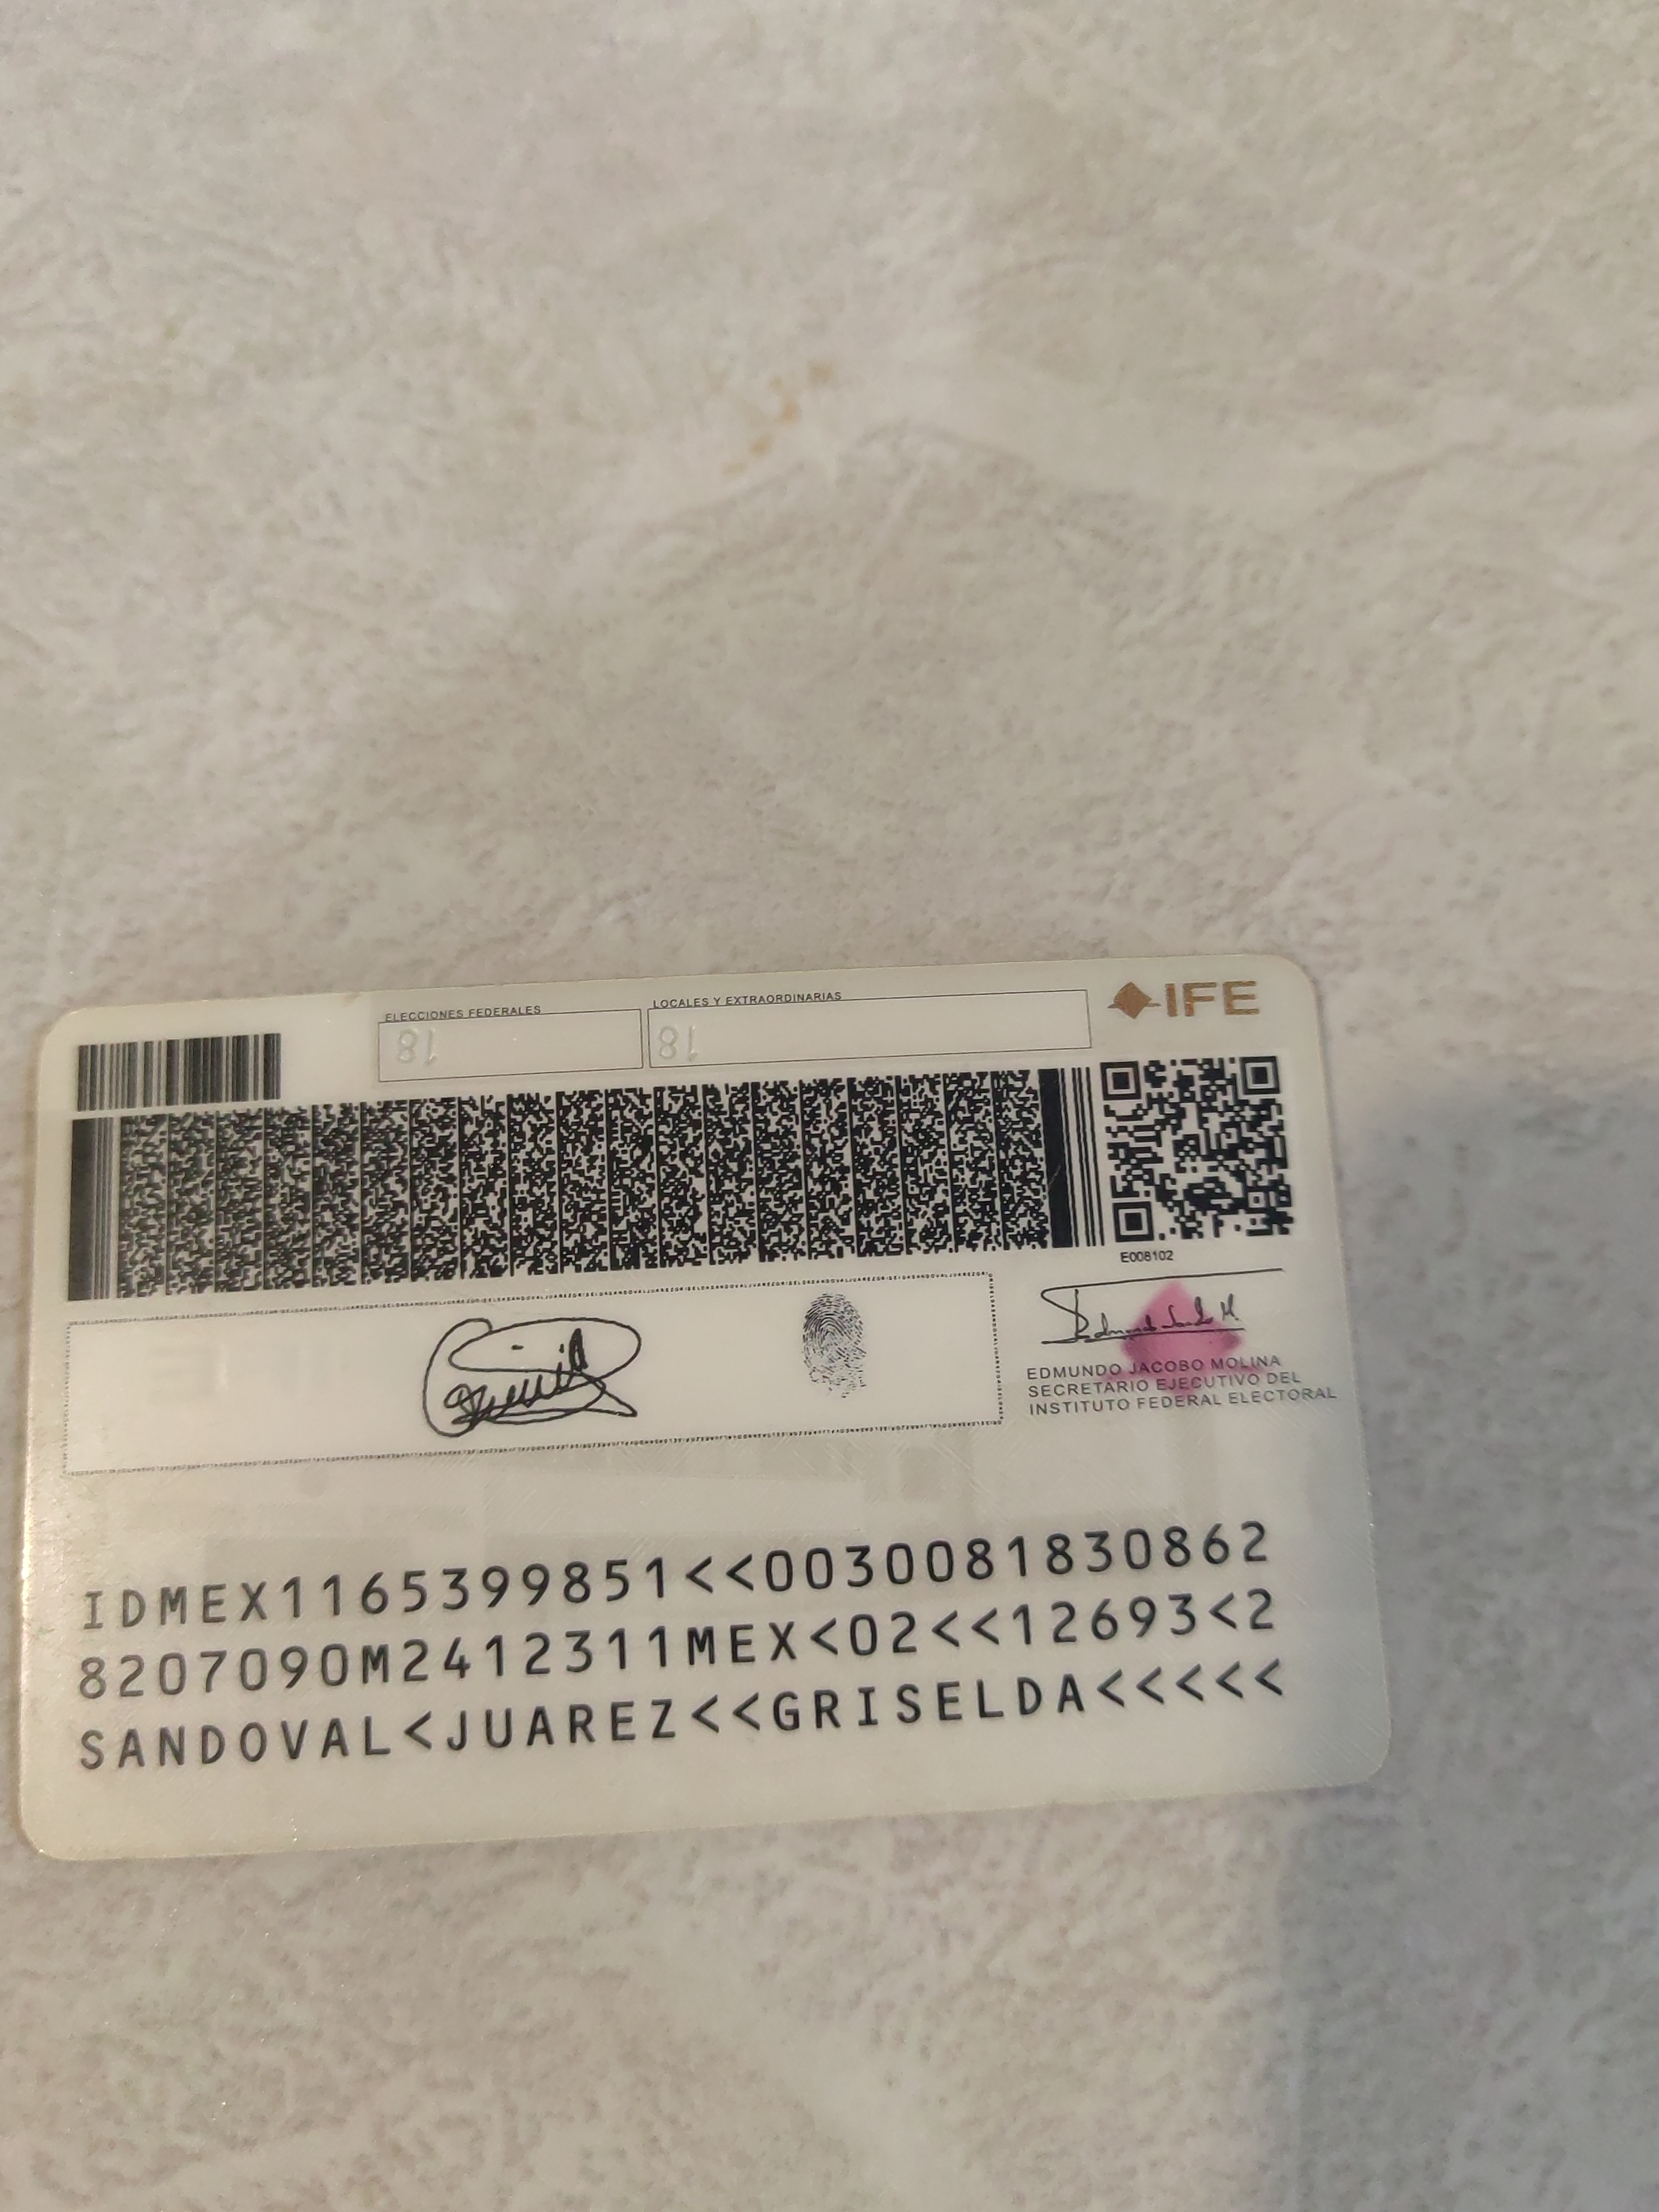 ELECCIONES FEDERALES
LOCALES Y EXTRAORDINARIAS
IFE
18
18
E008102
EDMUNDO JACOBO MOLINA
SECRETARIO EJECUTIVO DEL
INSTITUTO FEDERAL ELECTORAL
IDMEX1165399851<<0030081830862
8207090M2412311MEX<02<<12693<2
SANDOVAL<JUAREZ<<GRISELDA<<<<<